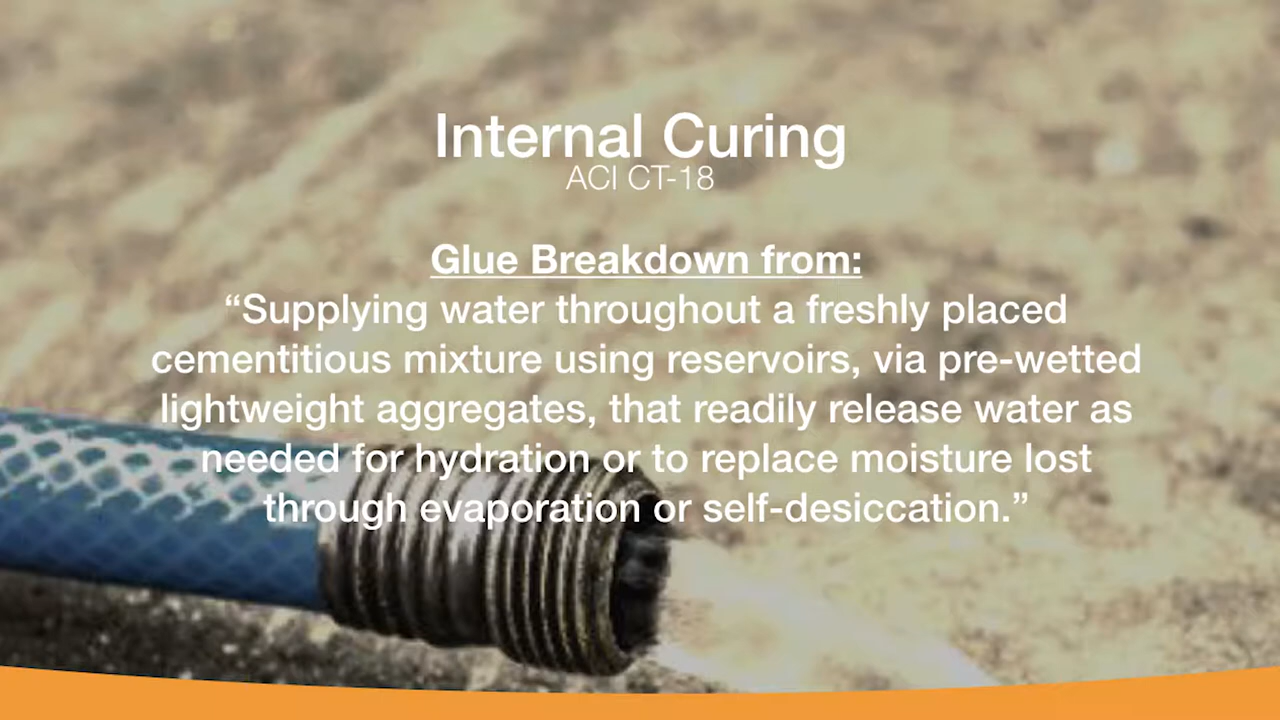 Internal Curing
ACI CT-18
Glue Breakdown from:
“Supplying water throughout a freshly placed
cementitious mixture using reservoirs, via pre-wetted
lightweight aggregates, that readily release water as
needed for hydration or to replace moisture lost
through evaporation or self-desiccation.”